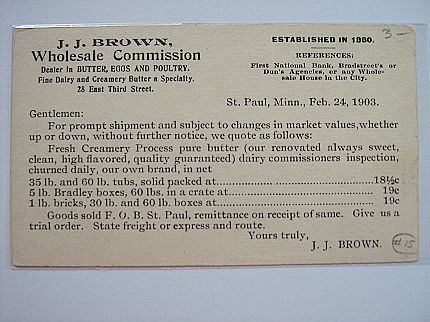 J. J. BROWN,
Wholesale Commission
Dealer in BUTTER, EGGS AND POULTRY.
Fine Dairy and Creamery Butter a Specialty.
28 East Third Street.
ESTABLISHED IN 1880.
3-
REFERENCES:
First National Bank, Bradstreet's or
Dun's Agencies, or any Whole-
sale House in the City.
St. Paul, Minn., Feb. 24, 1903.
Gentlemen:
For prompt shipment and subject to changes in market values, whether
up or down, without further notice, we quote as follows:
Fresh Creamery Process pure butter (our renovated always sweet,
clean, high flavored, quality guaranteed) dairy commissioners inspection,
churned daily, our own brand, in net
35 lb. and 60 lb. tubs, solid packed at..............................18½c
5 lb. Bradley boxes, 60 lbs. in a crate at..............................19c
1 lb. bricks, 30 lb. and 60 lb. boxes at..............................19c
Goods sold F. O. B. St. Paul, remittance on receipt of same. Give us a
trial order. State freight or express and route.
Yours truly,
J. J. BROWN.
#15